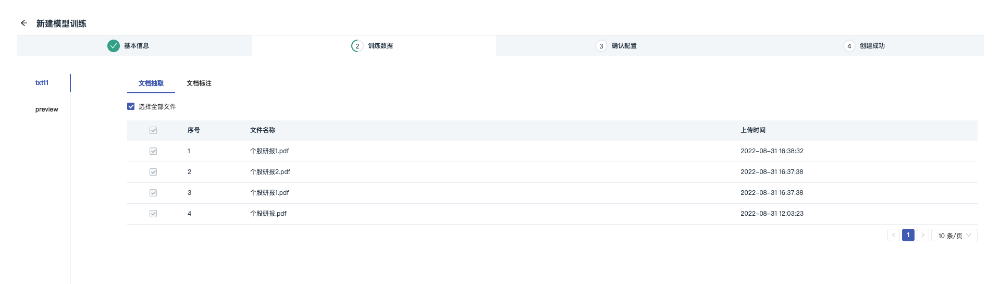 新建模型训练
基本信息
2 训练数据
3 确认配置
4 创建成功
txt11
preview
文档抽取 文档标注
选择全部文件
序号 文件名称 上传时间
1 个股研报1.pdf 2022-08-31 16:38:32
2 个股研报2.pdf 2022-08-31 16:37:38
3 个股研报1.pdf 2022-08-31 16:37:38
4 个股研报.pdf 2022-08-31 12:03:23
1 10 条/页